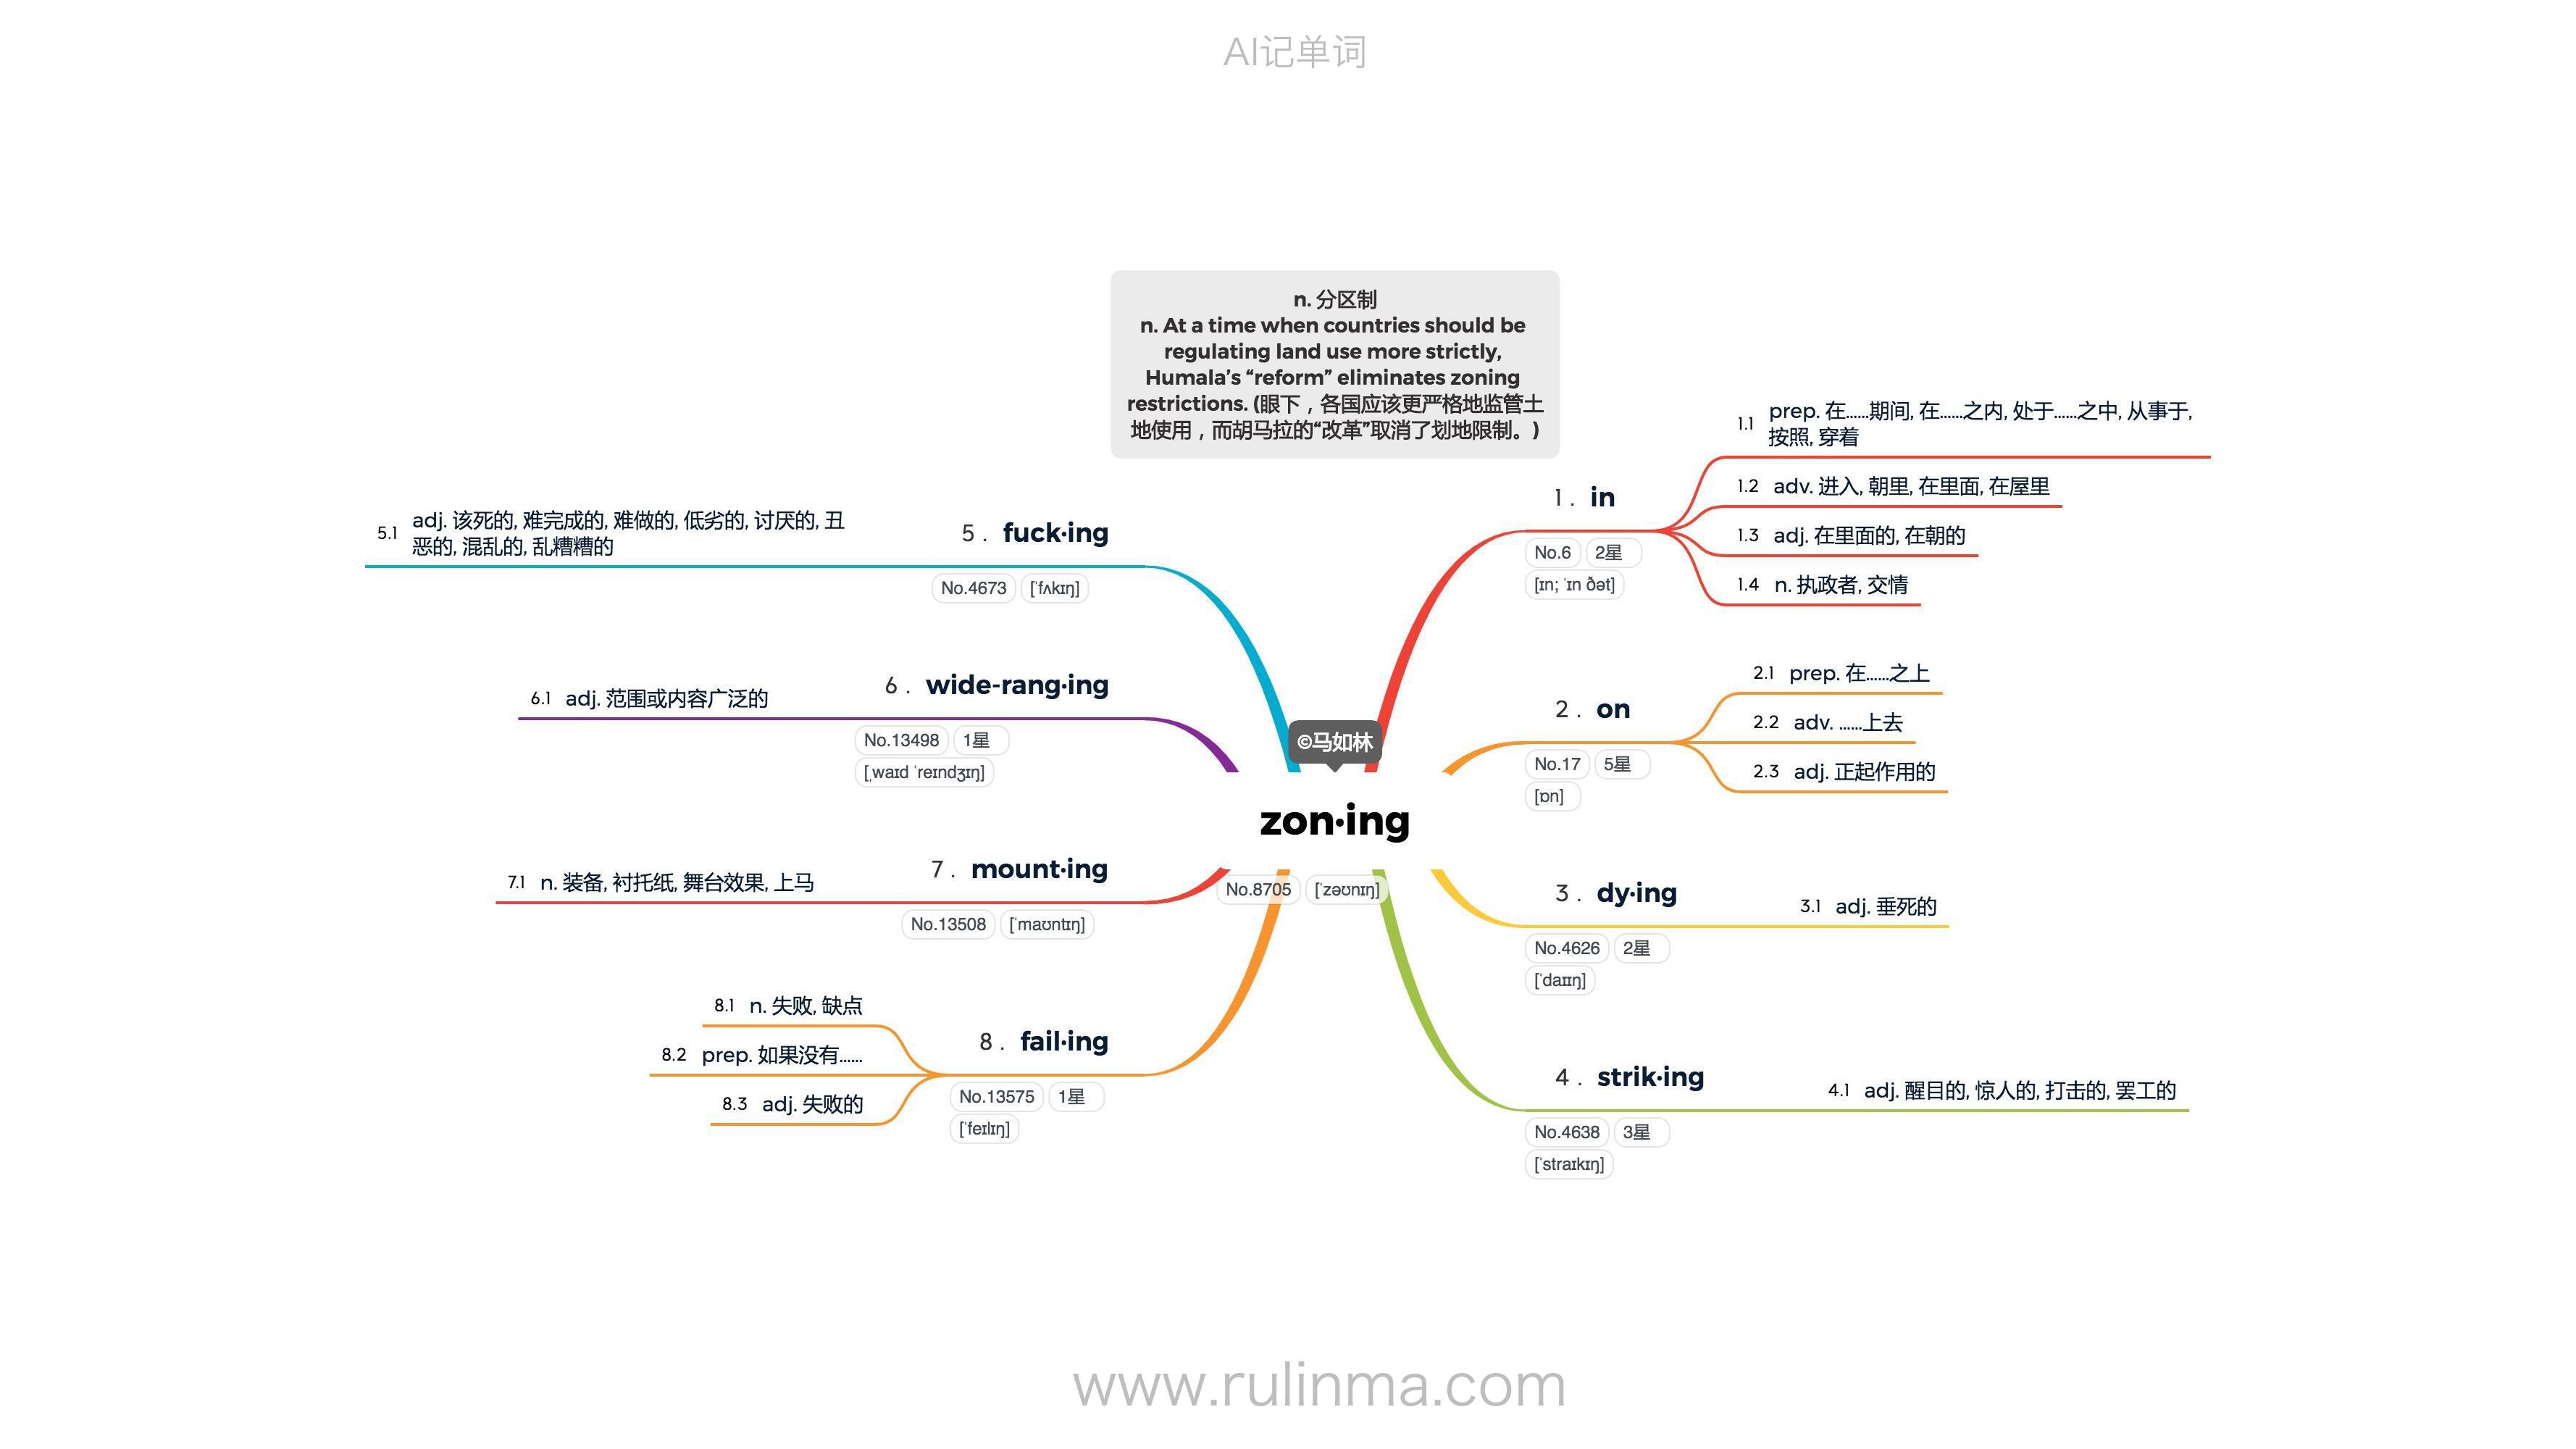 AI记单词
n. 分区制
n. At a time when countries should be
regulating land use more strictly,
Humala’s “reform” eliminates zoning
restrictions. (眼下，各国应该更严格地监管土
地使用，而胡马拉的“改革”取消了划地限制。)
©马如林
zon·ing
No.8705 [ˈzəʊnɪŋ]
1 . in
No.6 2星
[ɪn; ˈɪn ðət]
1.1 prep. 在……期间, 在……之内, 处于……之中, 从事于,
按照, 穿着
1.2 adv. 进入, 朝里, 在里面, 在屋里
1.3 adj. 在里面的, 在朝的
1.4 n. 执政者, 交情
2 . on
No.17 5星
[ɒn]
2.1 prep. 在……之上
2.2 adv. ……上去
2.3 adj. 正起作用的
3 . dy·ing
No.4626 2星
[ˈdaɪɪŋ]
3.1 adj. 垂死的
4 . strik·ing
No.4638 3星
[ˈstraɪkɪŋ]
4.1 adj. 醒目的, 惊人的, 打击的, 罢工的
5 . fuck·ing
No.4673 [ˈfʌkɪŋ]
5.1 adj. 该死的, 难完成的, 难做的, 低劣的, 讨厌的, 丑
恶的, 混乱的, 乱糟糟的
6 . wide-rang·ing
No.13498 1星
[ˌwaɪd ˈreɪndʒɪŋ]
6.1 adj. 范围或内容广泛的
7 . mount·ing
No.13508 [ˈmaʊntɪŋ]
7.1 n. 装备, 衬托纸, 舞台效果, 上马
8 . fail·ing
No.13575 1星
[ˈfeɪlɪŋ]
8.1 n. 失败, 缺点
8.2 prep. 如果没有……
8.3 adj. 失败的
www.rulinma.com